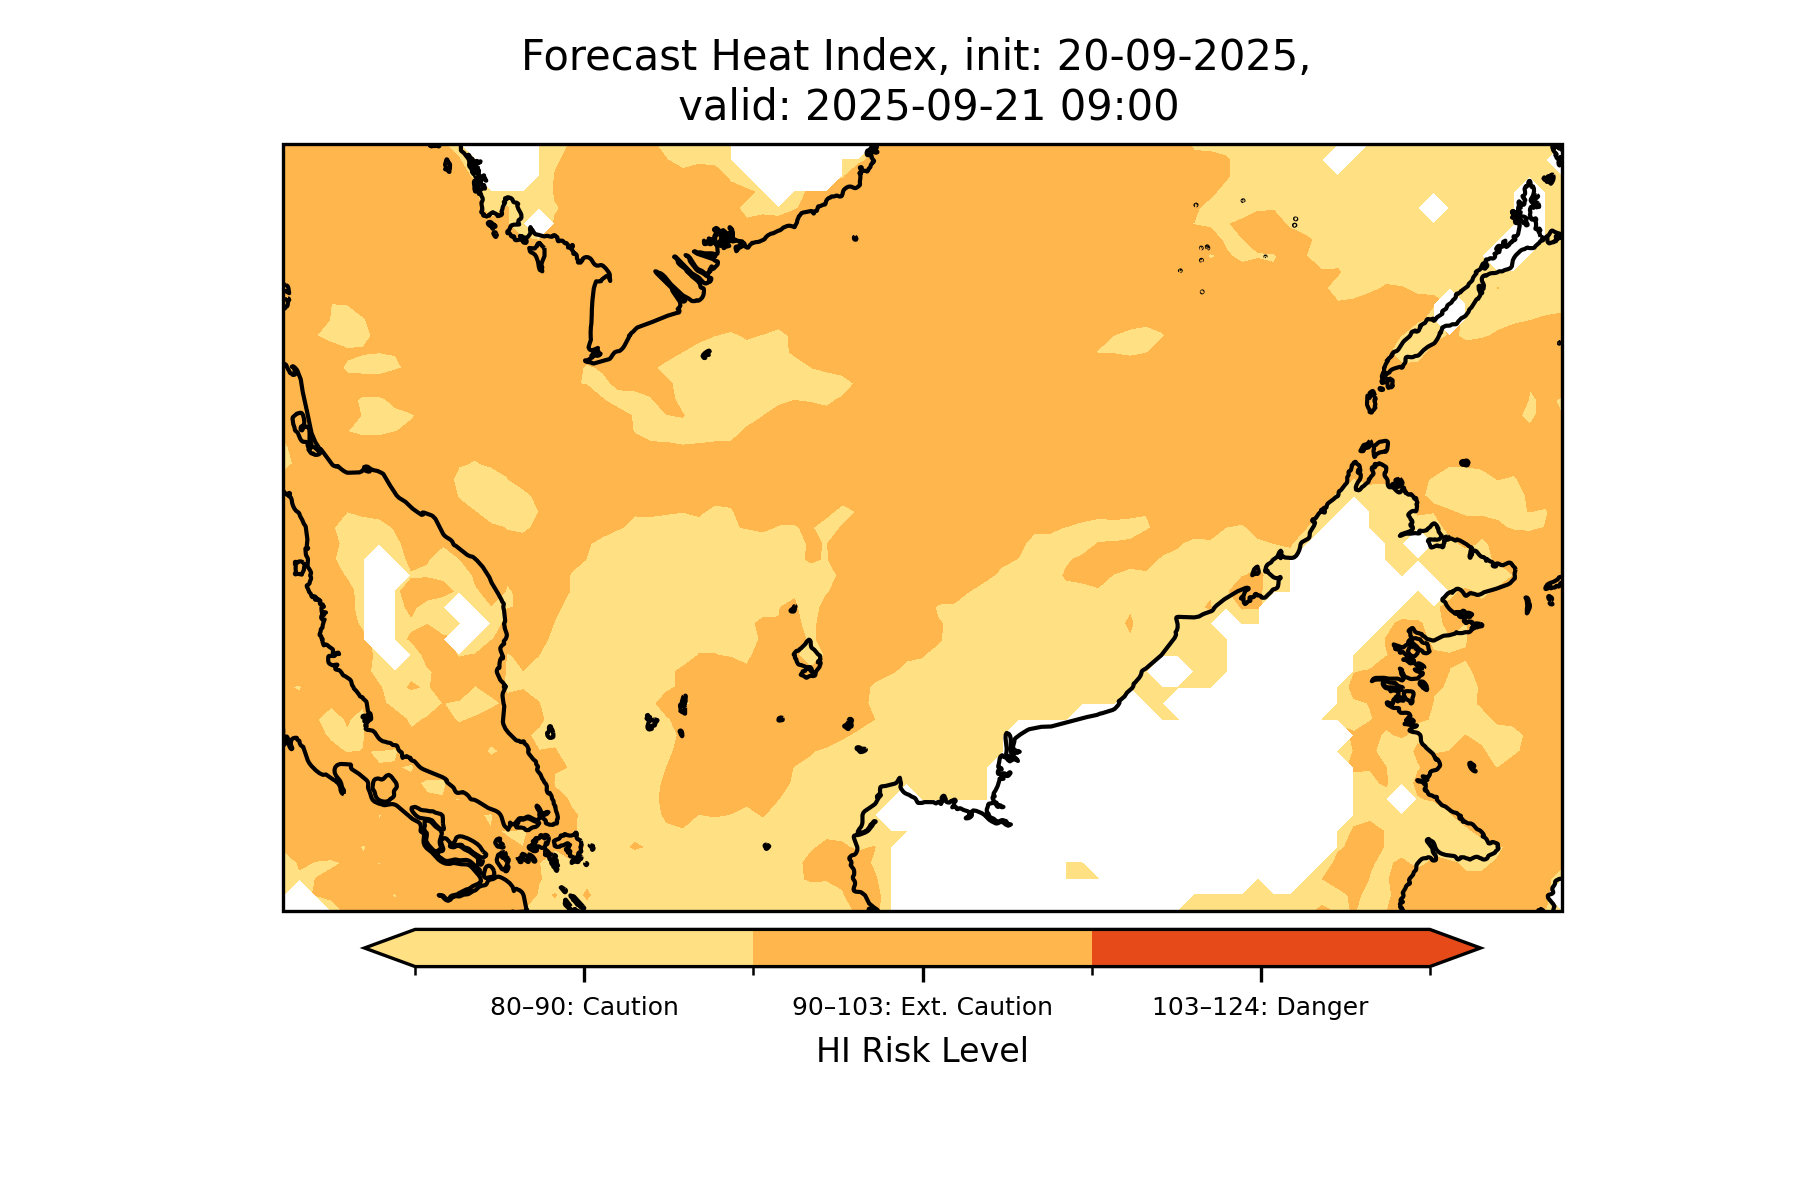 Forecast Heat Index, init: 20-09-2025,
valid: 2025-09-21 09:00
80–90: Caution
90–103: Ext. Caution
103–124: Danger
HI Risk Level